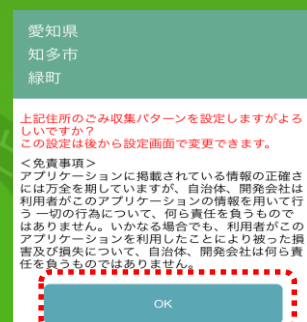 愛知県
知多市
緑町
上記住所のごみ収集パターンを設定しますがよろ
しいですか？
この設定は後から設定画面で変更できます。
＜免責事項＞
アプリケーションに掲載されている情報の正確さ
には万全を期していますが、自治体、開発会社は
利用者がこのアプリケーションの情報を用いて行
う 一切の行為について、何ら責任を負うもので
はありません。いかなる場合でも、利用者がこの
アプリケーションを利用したことにより被った損
害及び損失について、自治体、開発会社は何ら責
任を負うものではありません。
OK